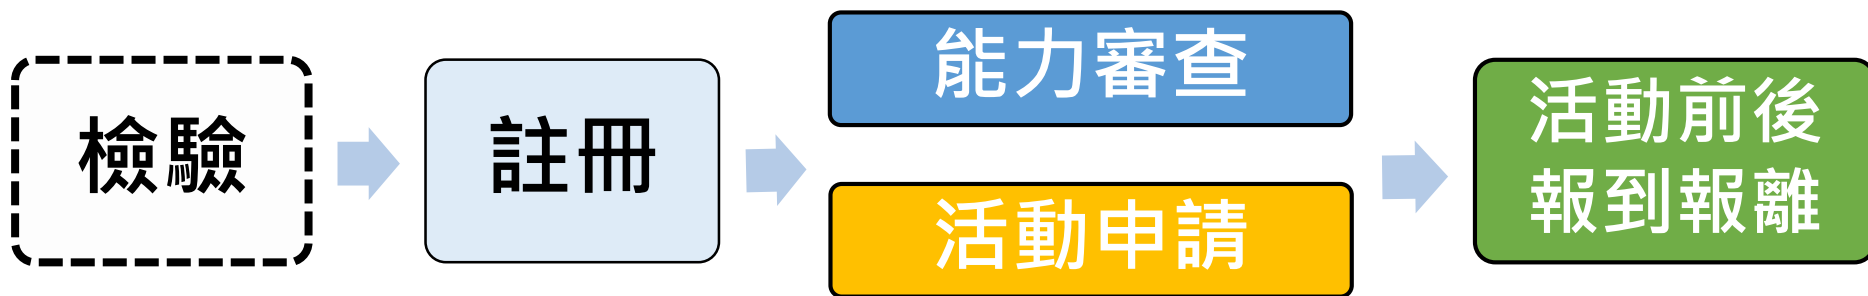 檢驗
註冊
能力審查
活動申請
活動前後
報到報離